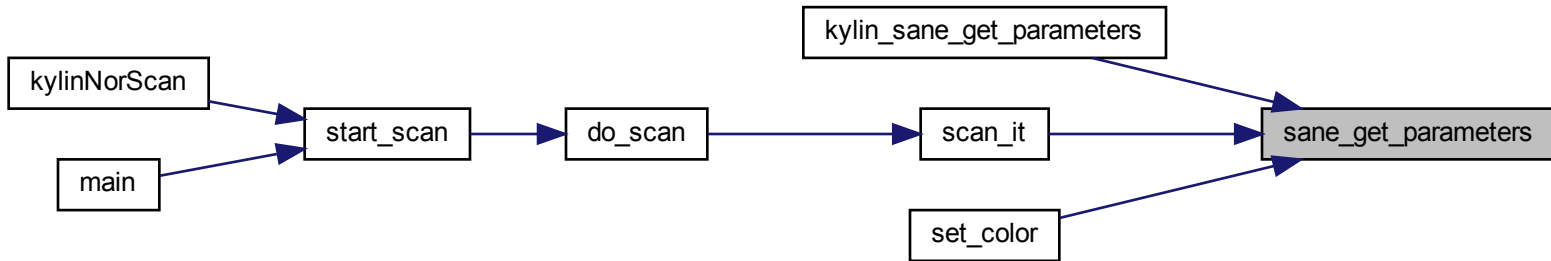 kylin_sane_get_parameters
kylinNorScan
start_scan
do_scan
scan_it
sane_get_parameters
main
set_color